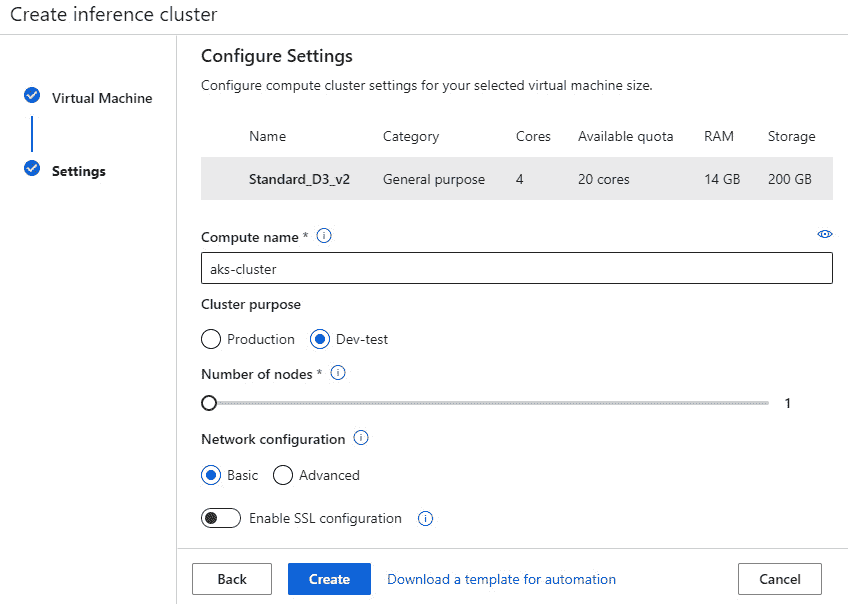 Create inference cluster
Virtual Machine
Settings
Configure Settings
Configure compute cluster settings for your selected virtual machine size.
Name Category Cores Available quota RAM Storage
Standard_D3_v2 General purpose 4 20 cores 14 GB 200 GB
Compute name *
aks-cluster
Cluster purpose
Production Dev-test
Number of nodes *
1
Network configuration
Basic Advanced
Enable SSL configuration
Back Create Download a template for automation Cancel